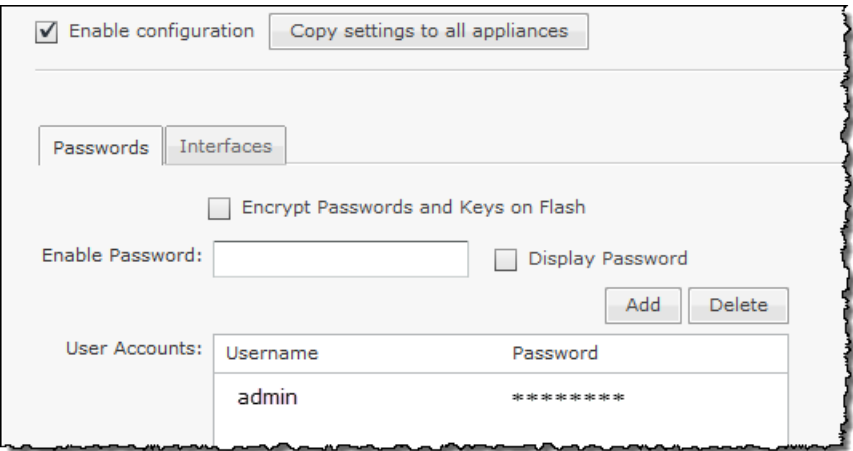 Enable configuration Copy settings to all appliances
Passwords Interfaces
Encrypt Passwords and Keys on Flash
Enable Password: Display Password
Add Delete
User Accounts: Username Password
admin ********